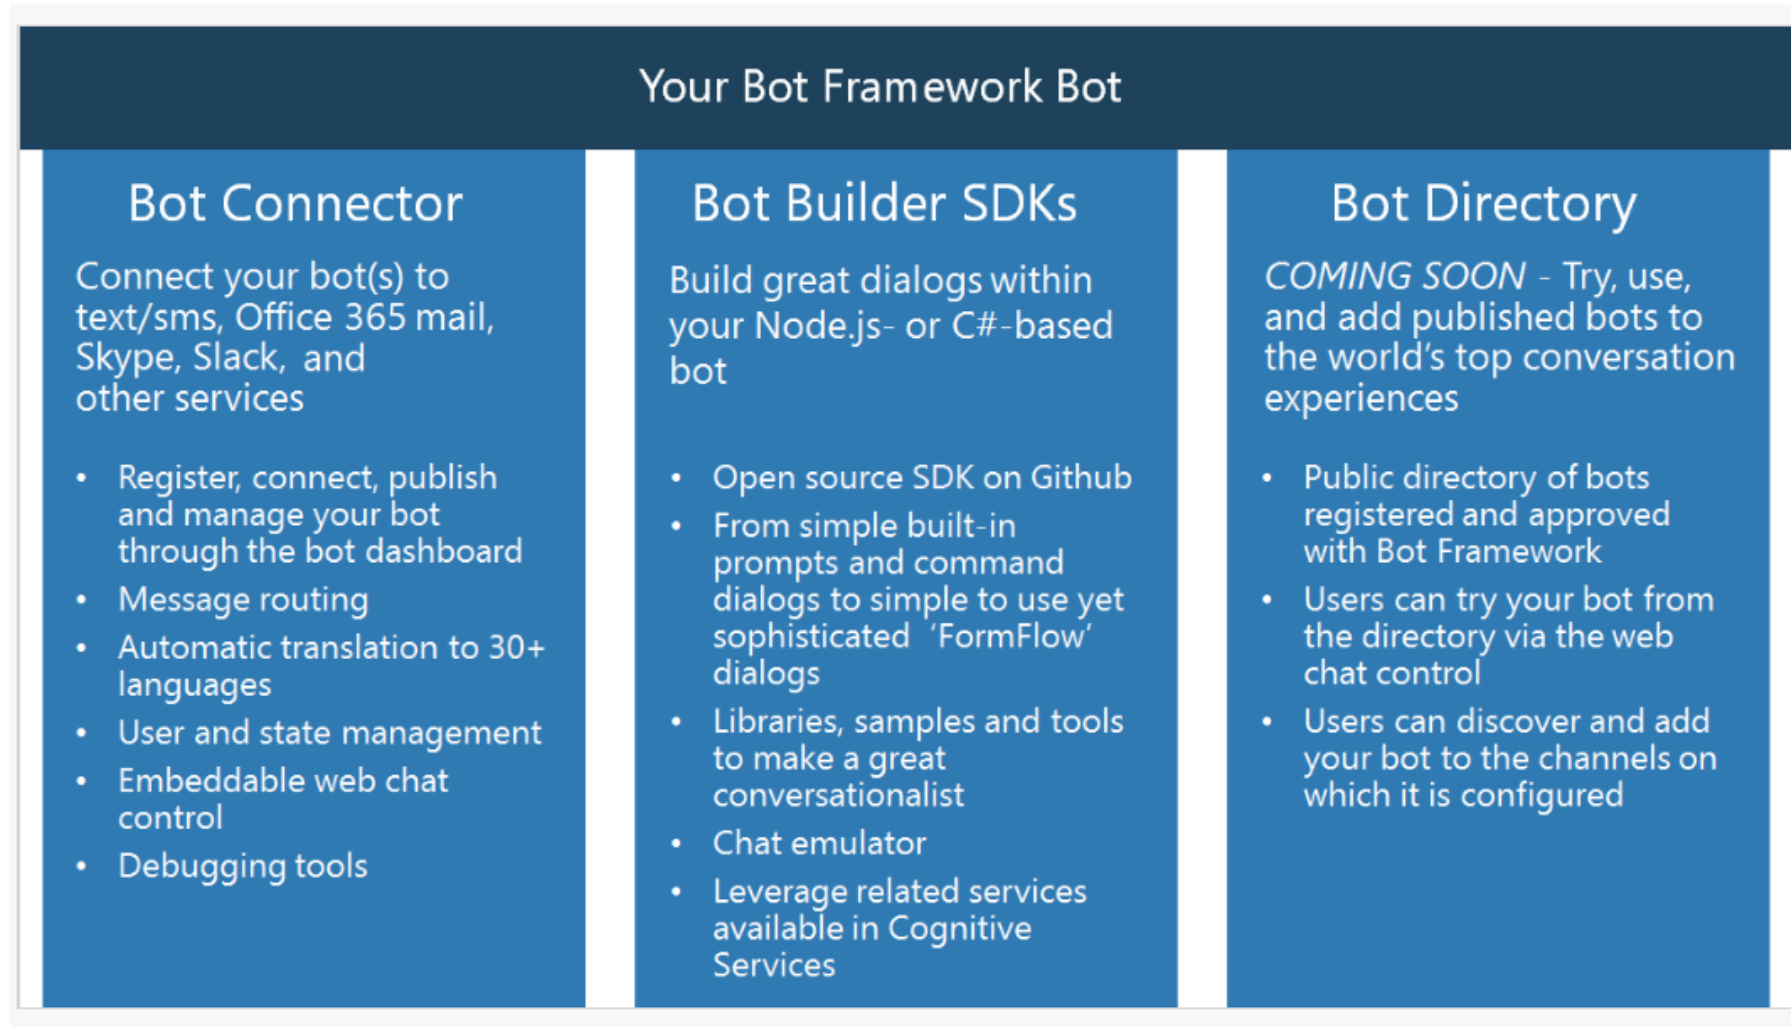 Your Bot Framework Bot
Bot Connector
Connect your bot(s) to
text/sms, Office 365 mail,
Skype, Slack, and
other services
• Register, connect, publish
and manage your bot
through the bot dashboard
• Message routing
• Automatic translation to 30+
languages
• User and state management
• Embeddable web chat
control
• Debugging tools
Bot Builder SDKs
Build great dialogs within
your Node.js- or C#-based
bot
• Open source SDK on Github
• From simple built-in
prompts and command
dialogs to simple to use yet
sophisticated 'FormFlow'
dialogs
• Libraries, samples and tools
to make a great
conversationalist
• Chat emulator
• Leverage related services
available in Cognitive
Services
Bot Directory
COMING SOON - Try, use,
and add published bots to
the world's top conversation
experiences
• Public directory of bots
registered and approved
with Bot Framework
• Users can try your bot from
the directory via the web
chat control
• Users can discover and add
your bot to the channels on
which it is configured